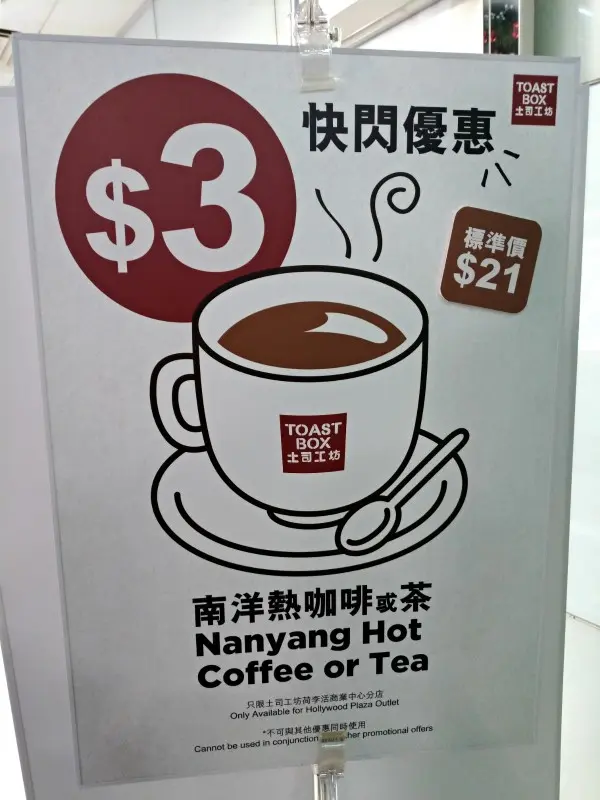 $3
快閃優惠
TOAST
BOX
土司工坊
標準價
$21
TOAST
BOX
土司工坊
南洋熱咖啡或茶
Nanyang Hot
Coffee or Tea
只限土司工坊荷李活商業中心分店
Only Available for Hollywood Plaza Outlet
*不可與其他優惠同時使用
Cannot be used in conjunction her promotional offers